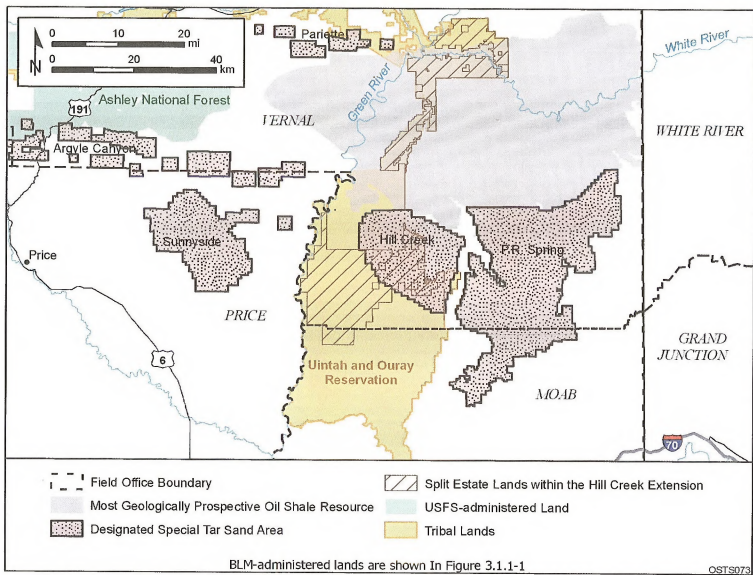 0 10 20
mi
0 20 40
km
N
Pariette
White River
Green River
Ashley National Forest
191
VERNAL
WHITE RIVER
1
Argyle Canyon
Sunnyside
Hill Creek
P.R. Spring
Price
PRICE
GRAND
JUNCTION
6
Uintah and Ouray
Reservation
MOAB
70
Field Office Boundary
Most Geologically Prospective Oil Shale Resource
Designated Special Tar Sand Area
Split Estate Lands within the Hill Creek Extension
USFS-administered Land
Tribal Lands
BLM-administered lands are shown In Figure 3.1.1-1
OSTS073